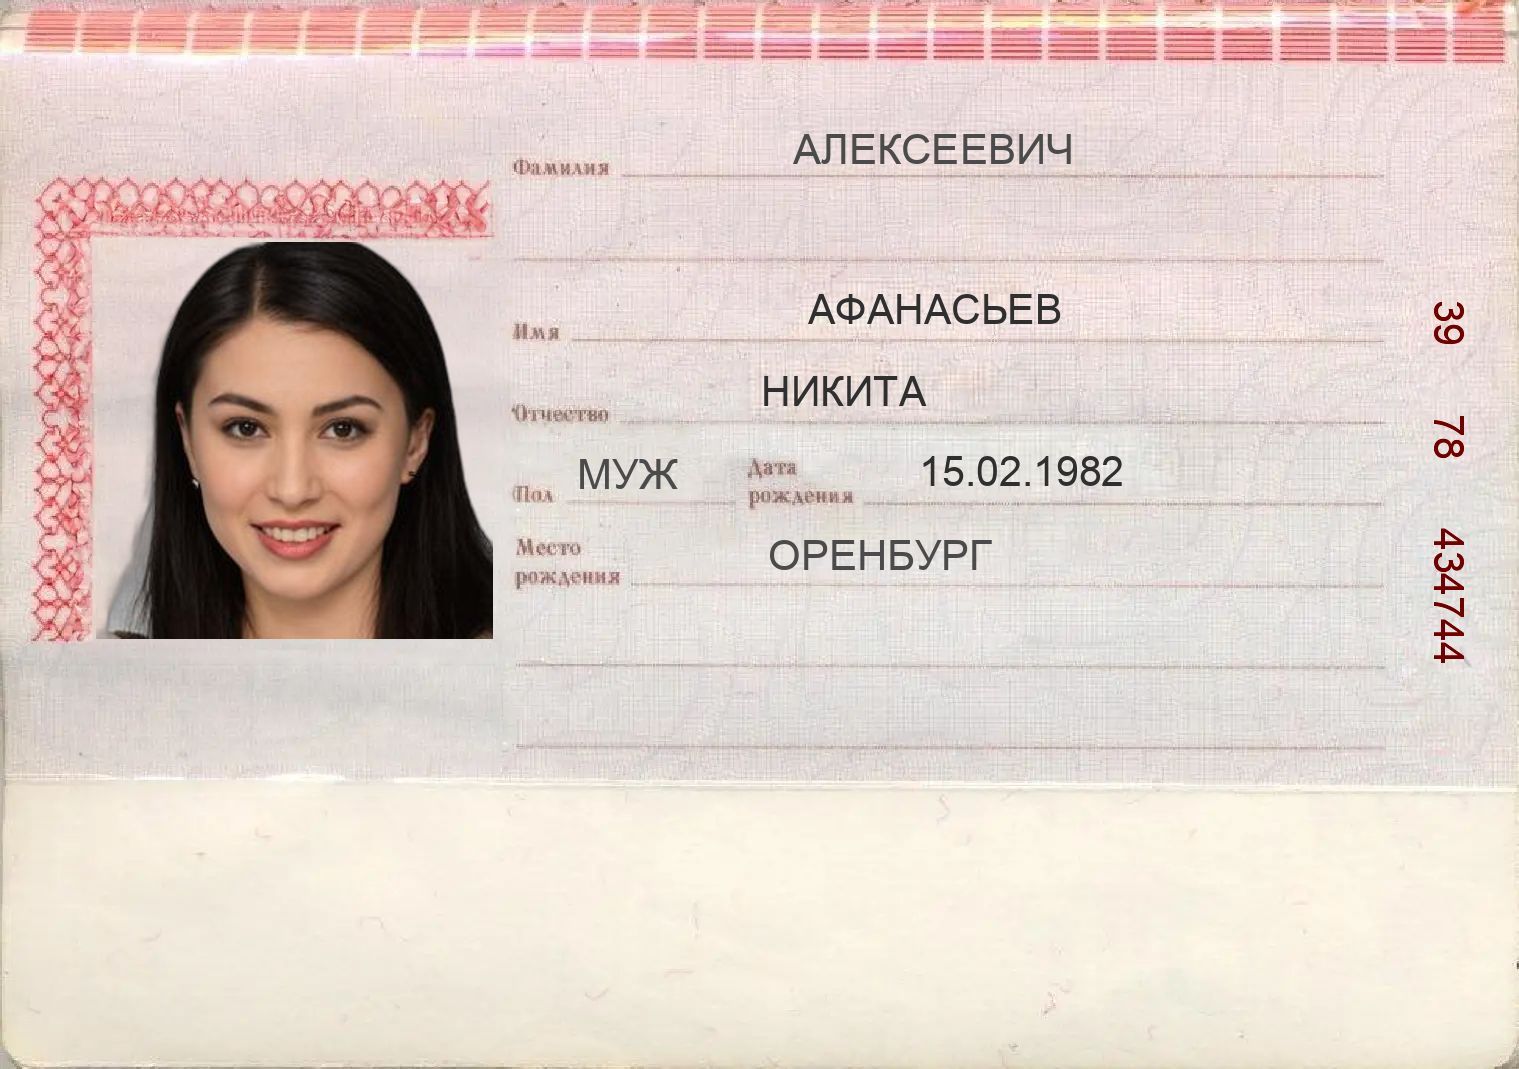 Фамилия АЛЕКСЕЕВИЧ
Имя АФАНАСЬЕВ
Отчество НИКИТА
Пол МУЖ Дата рождения 15.02.1982
Место рождения ОРЕНБУРГ
39 78 434744